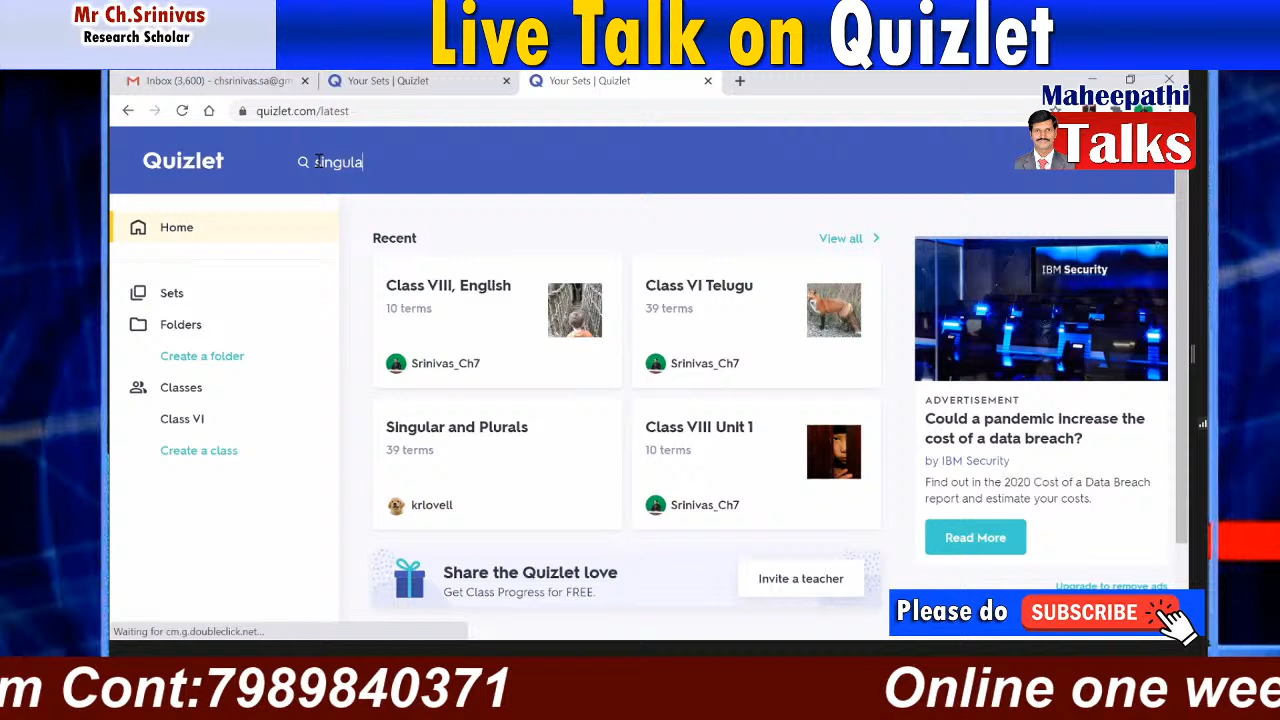 Mr Ch.Srinivas
Research Scholar
Live Talk on Quizlet
Inbox (3,600) - chsrinivas.sa@gm
Your Sets | Quizlet
Your Sets | Quizlet
quizlet.com/latest
Maheepathi
Talks
Quizlet
singula
Home
Sets
Folders
Create a folder
Classes
Class VI
Create a class
Recent
View all
Class VIII, English
10 terms
Srinivas_Ch7
Class VI Telugu
39 terms
Srinivas_Ch7
Singular and Plurals
39 terms
krlovell
Class VIII Unit 1
10 terms
Srinivas_Ch7
Share the Quizlet love
Get Class Progress for FREE.
Invite a teacher
IBM Security
ADVERTISEMENT
Could a pandemic increase the
cost of a data breach?
by IBM Security
Find out in the 2020 Cost of a Data Breach
report and estimate your costs.
Read More
Upgrade to remove ads
Please do SUBSCRIBE
Waiting for cm.g.doubleclick.net...
m Cont:7989840371 Online one wee